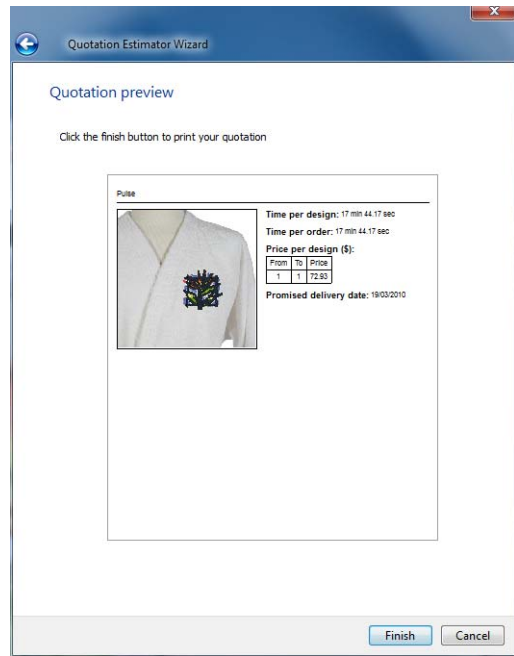 Quotation Estimator Wizard
Quotation preview
Click the finish button to print your quotation
Pulse
Time per design: 17 min 44.17 sec
Time per order: 17 min 44.17 sec
Price per design ($):
From To Price
1 1 72.93
Promised delivery date: 19/03/2010
Finish Cancel